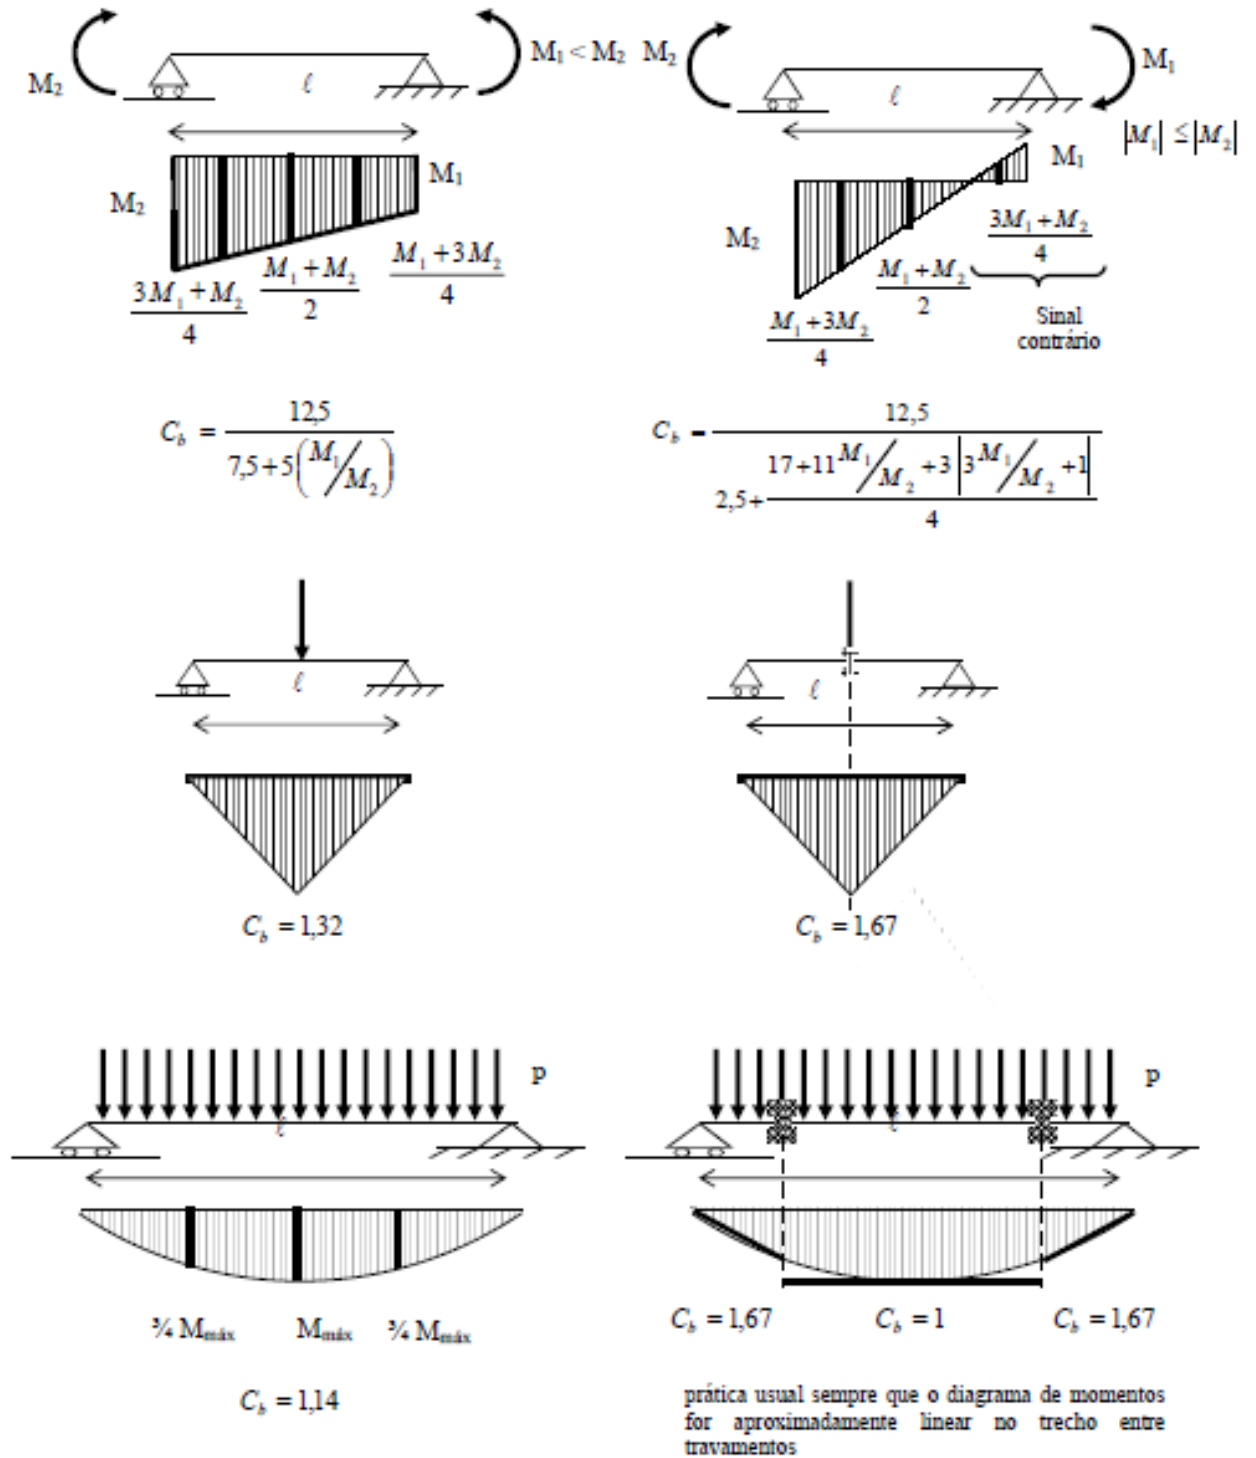 M₂ ℓ M₁ < M₂
M₂ ℓ M₁
|M₁| ≤ |M₂|
M₂ M₁
(3M₁ + M₂)/4 (M₁ + M₂)/2 (M₁ + 3M₂)/4
M₁
M₂
(M₁ + 3M₂)/4 (M₁ + M₂)/2 (3M₁ + M₂)/4
Sinal
contrário
C_b = 12,5/(7,5+5(M₁/M₂))
C_b = 12,5/(2,5+(17+11 M₁/M₂ +3|3 M₁/M₂ +1|)/4)
ℓ
ℓ
C_b = 1,32
C_b = 1,67
p
ℓ
p
ℓ
¾ Mmáx Mmáx ¾ Mmáx
C_b = 1,14
C_b = 1,67 C_b = 1 C_b = 1,67
prática usual sempre que o diagrama de momentos
for aproximadamente linear no trecho entre
travamentos